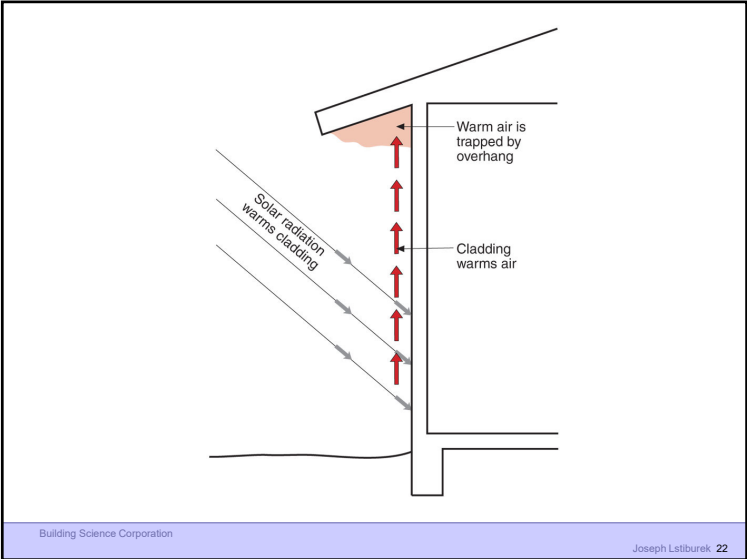 Warm air is
trapped by
overhang
Solar radiation
warms cladding
Cladding
warms air
Building Science Corporation
Joseph Lstiburek 22